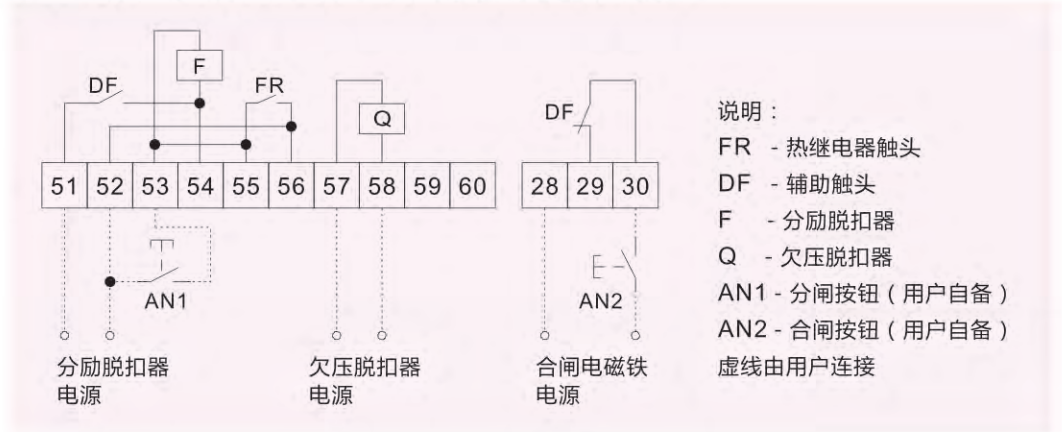 F
DF
FR
Q
DF
51 52 53 54 55 56 57 58 59 60
28 29 30
AN1
AN2
分励脱扣器
电源
欠压脱扣器
电源
合闸电磁铁
电源
说明：
FR - 热继电器触头
DF - 辅助触头
F - 分励脱扣器
Q - 欠压脱扣器
AN1 - 分闸按钮（用户自备）
AN2 - 合闸按钮（用户自备）
虚线由用户连接